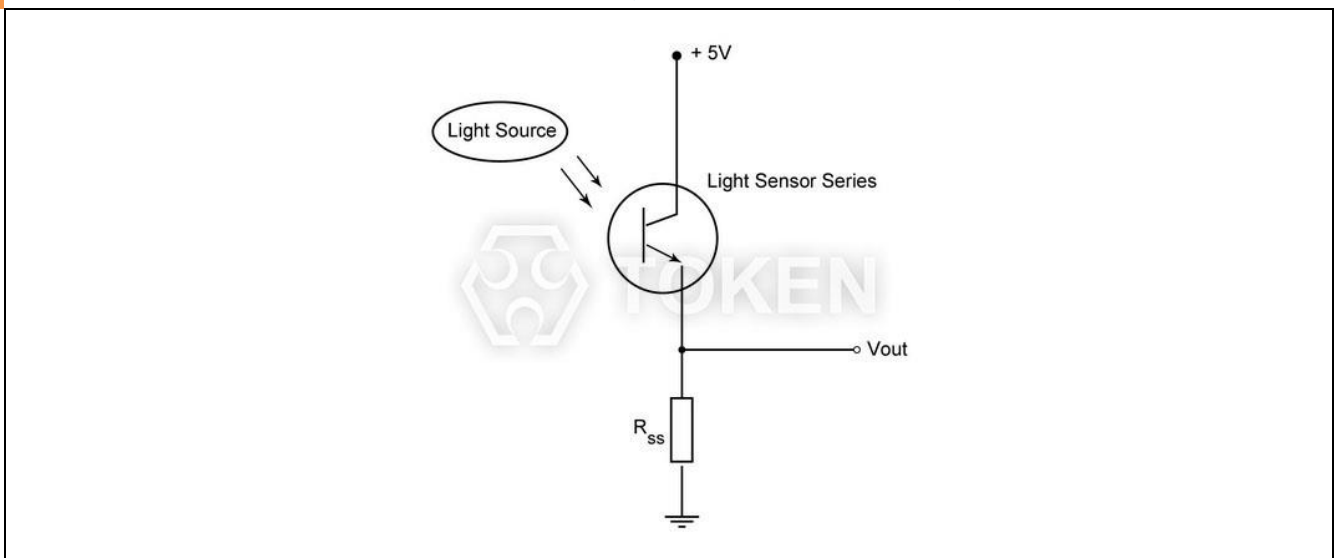 + 5V
Light Source
Light Sensor Series
TOKEN
Vout
Rss